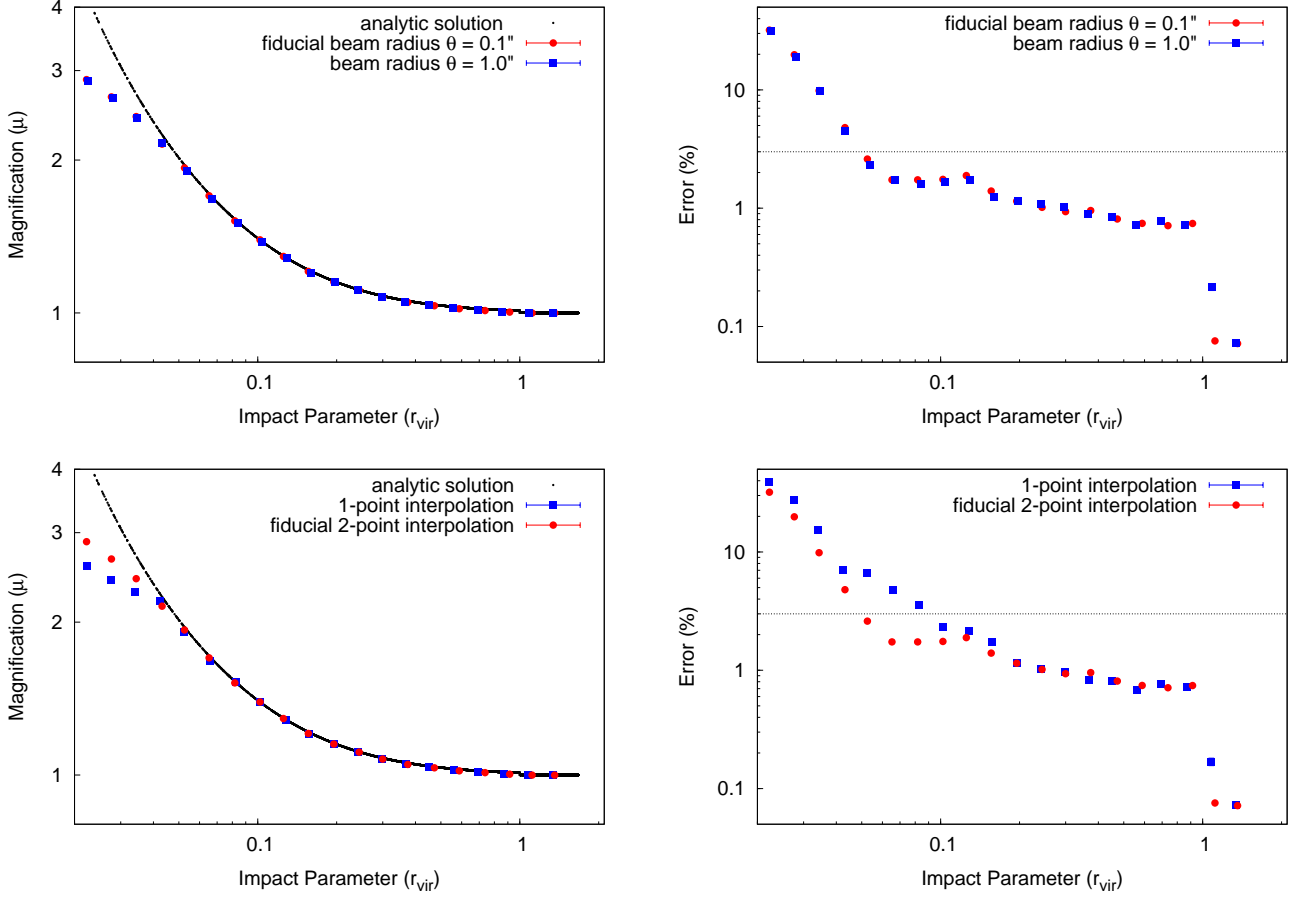 4
3
2
1
0.1
1
Magnification (μ)
Impact Parameter (r_vir)
analytic solution
fiducial beam radius θ = 0.1"
beam radius θ = 1.0"
10
1
0.1
0.1
1
Error (%)
Impact Parameter (r_vir)
fiducial beam radius θ = 0.1"
beam radius θ = 1.0"
4
3
2
1
0.1
1
Magnification (μ)
Impact Parameter (r_vir)
analytic solution
1-point interpolation
fiducial 2-point interpolation
10
1
0.1
0.1
1
Error (%)
Impact Parameter (r_vir)
1-point interpolation
fiducial 2-point interpolation